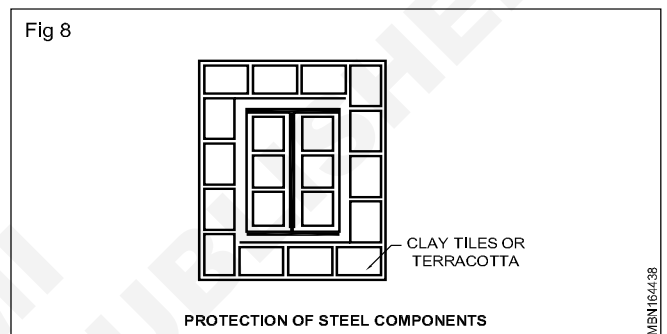 Fig 8
CLAY TILES OR
TERRACOTTA
PROTECTION OF STEEL COMPONENTS
MBN164438